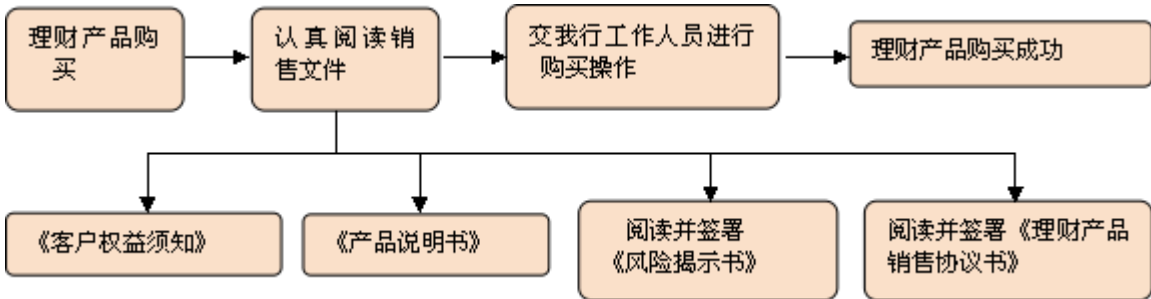 理财产品购
买
认真阅读销
售文件
交我行工作人员进行
购买操作
理财产品购买成功
《客户权益须知》
《产品说明书》
阅读并签署
《风险揭示书》
阅读并签署《理财产品
销售协议书》